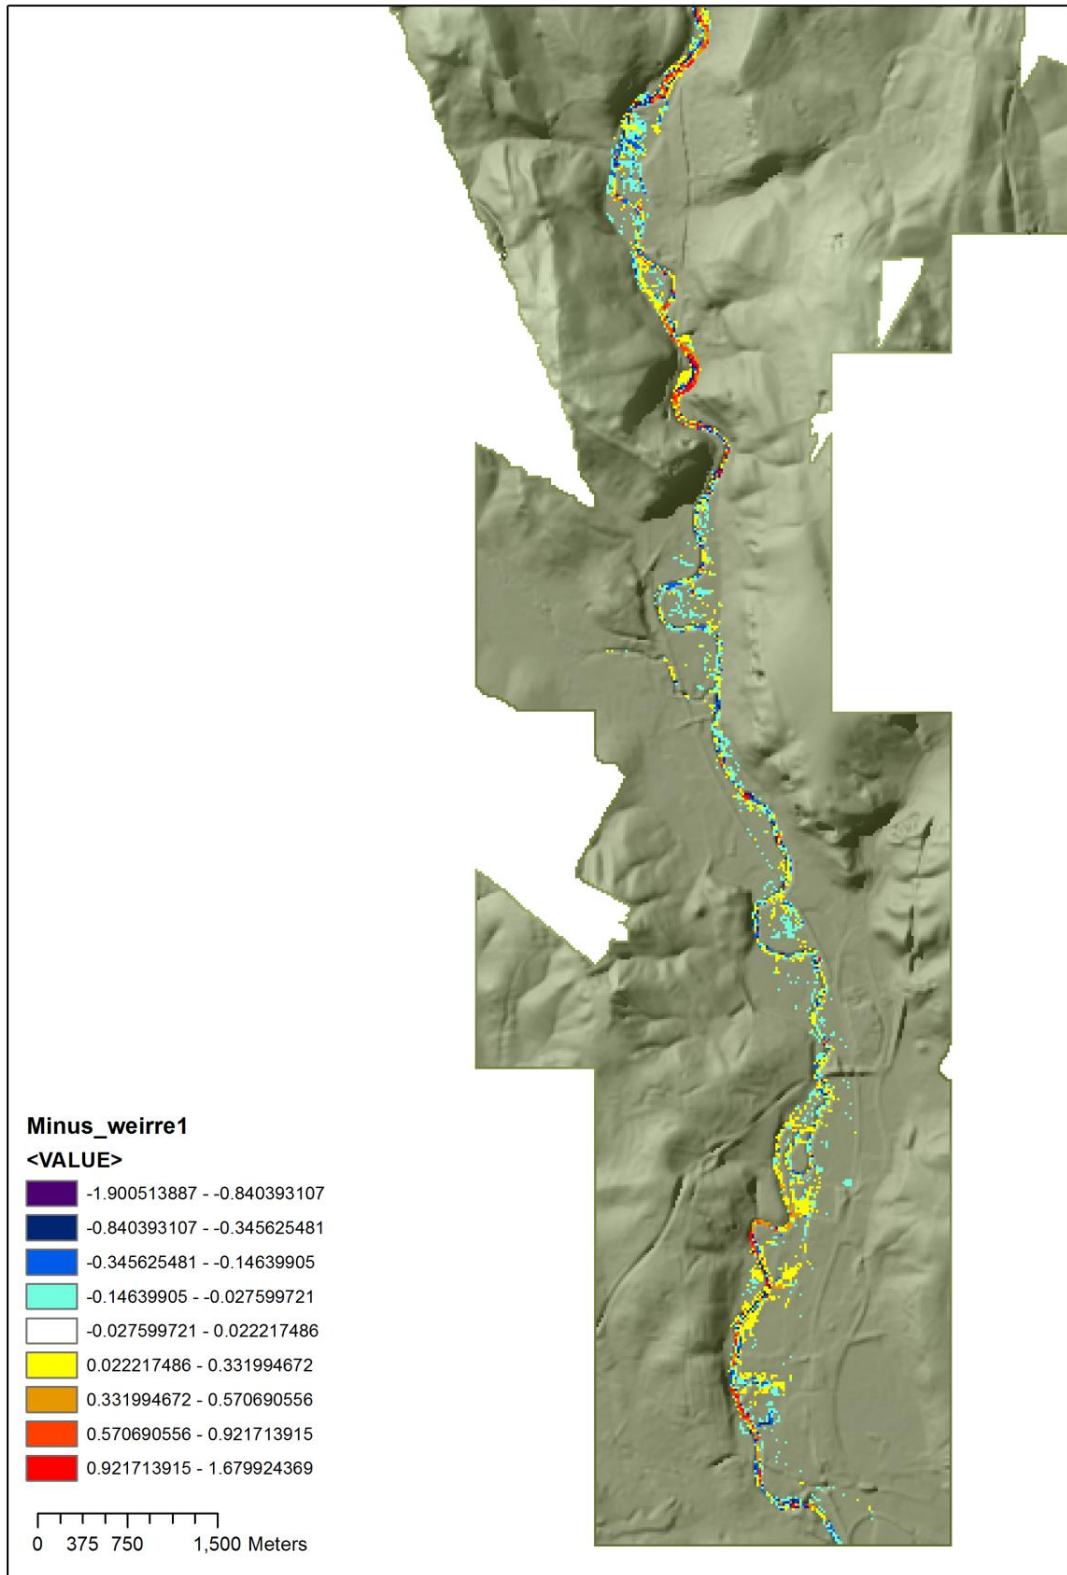 Minus_weirre1
<VALUE>
-1.900513887 - -0.840393107
-0.840393107 - -0.345625481
-0.345625481 - -0.14639905
-0.14639905 - -0.027599721
-0.027599721 - 0.022217486
0.022217486 - 0.331994672
0.331994672 - 0.570690556
0.570690556 - 0.921713915
0.921713915 - 1.679924369
0 375 750 1,500 Meters